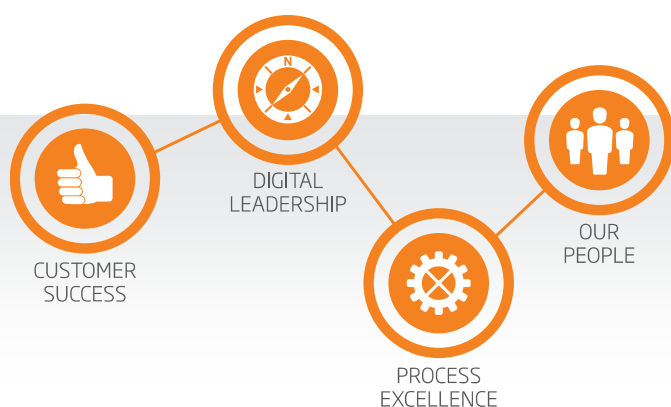 N
CUSTOMER
SUCCESS
DIGITAL
LEADERSHIP
PROCESS
EXCELLENCE
OUR
PEOPLE